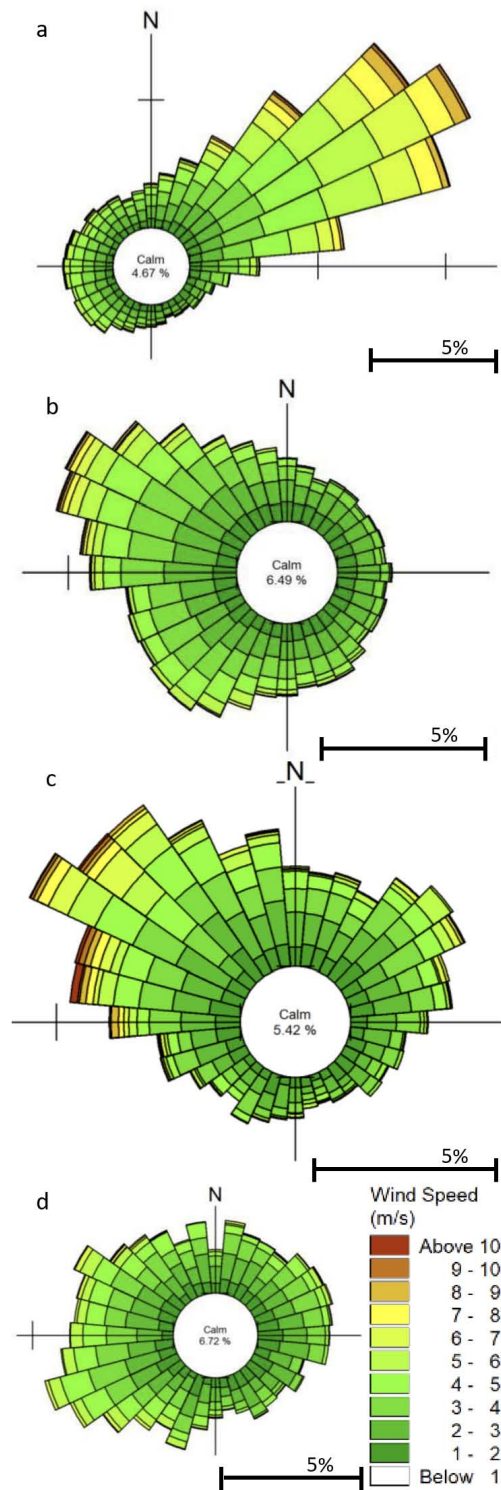 a
N
Calm
4.67 %
5%
b
N
Calm
6.49 %
5%
c
_N_
Calm
5.42 %
5%
d
N
Calm
6.72 %
5%
Wind Speed
(m/s)
Above 10
9 - 10
8 - 9
7 - 8
6 - 7
5 - 6
4 - 5
3 - 4
2 - 3
1 - 2
Below 1